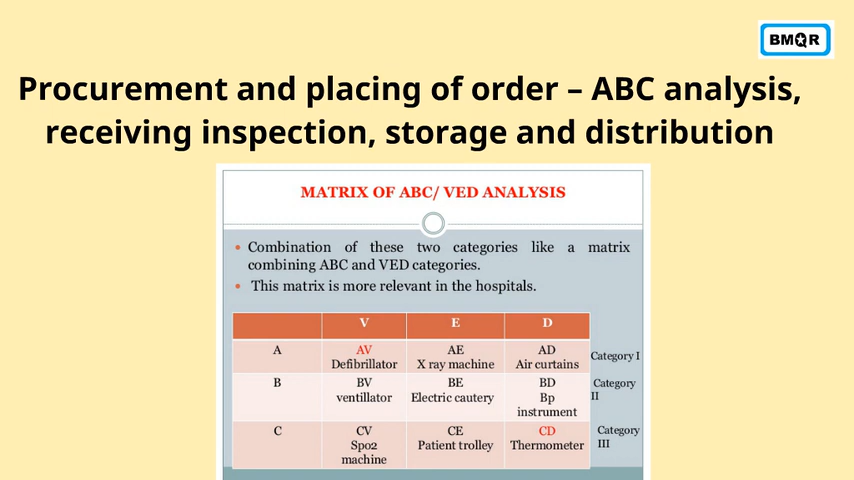 BMQR
Procurement and placing of order – ABC analysis,
receiving inspection, storage and distribution
MATRIX OF ABC/ VED ANALYSIS
• Combination of these two categories like a matrix
combining ABC and VED categories.
• This matrix is more relevant in the hospitals.
V E D
A AV AE AD Category I
Defibrillator X ray machine Air curtains
B BV BE BD Category
ventillator Electric cautery Bp II
instrument
C CV CE CD Category
Spo2 Patient trolley Thermometer III
machine